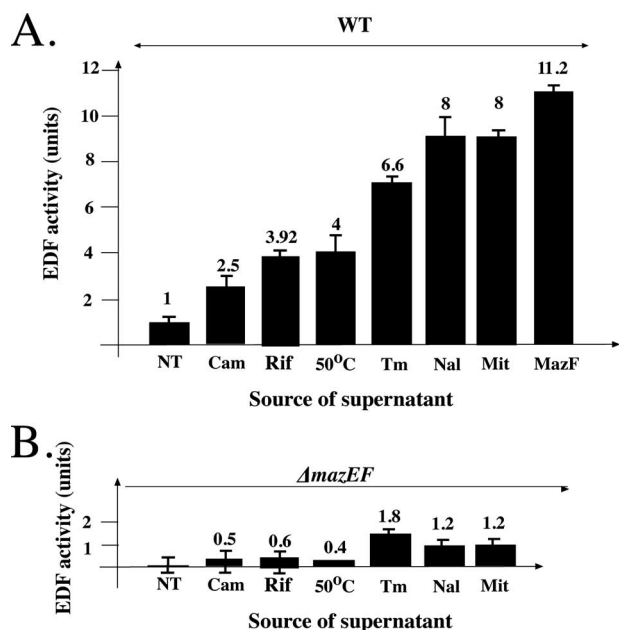 A.
WT
EDF activity (units)
12
10
8
6
4
2
1
2.5
3.92
4
6.6
8
8
11.2
NT Cam Rif 50⁰C Tm Nal Mit MazF
Source of supernatant
B.
ΔmazEF
EDF activity (units)
2
1
0.5
0.6
0.4
1.8
1.2
1.2
NT Cam Rif 50⁰C Tm Nal Mit
Source of supernatant